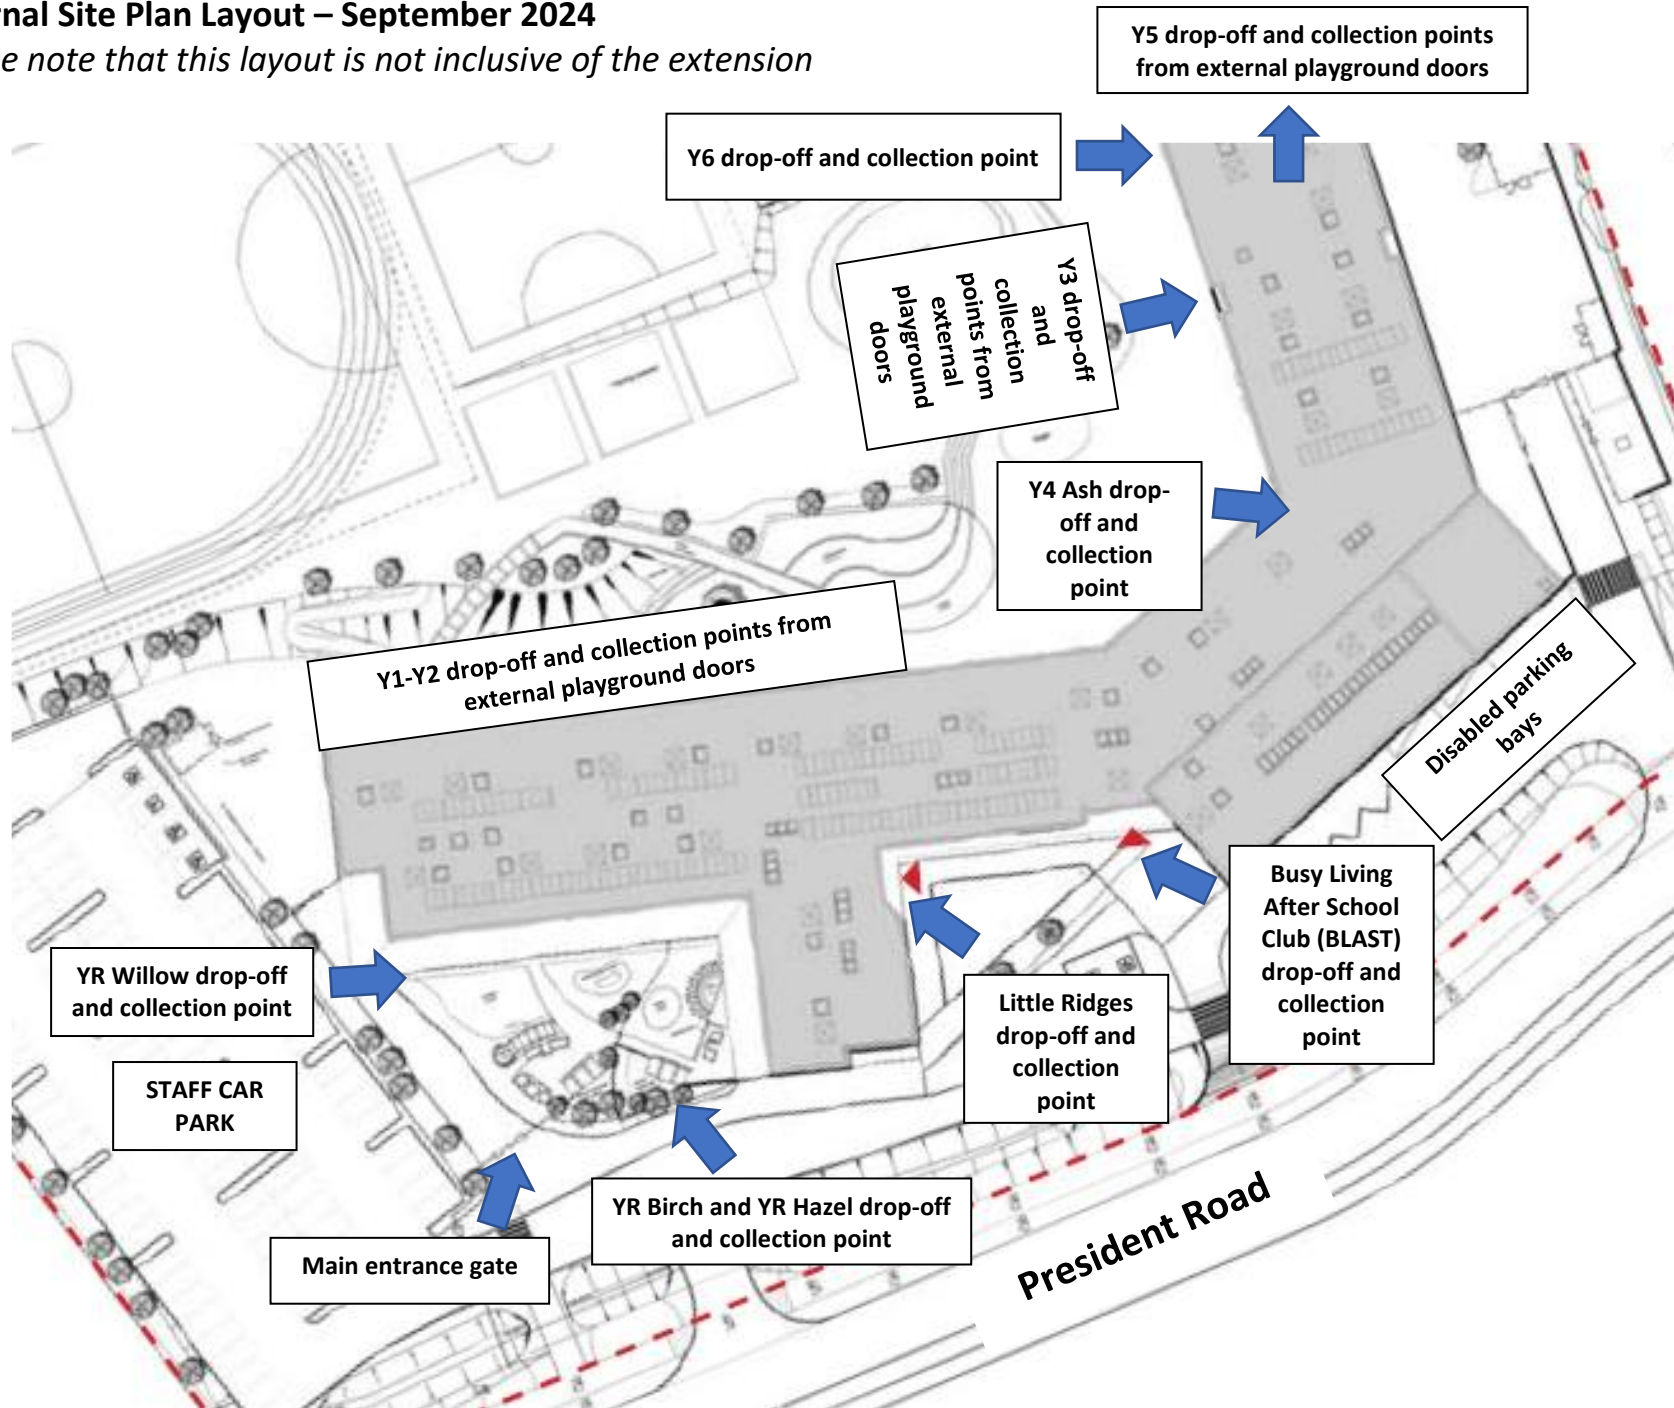 rnal Site Plan Layout – September 2024
e note that this layout is not inclusive of the extension
Y5 drop-off and collection points
from external playground doors
Y6 drop-off and collection point
Y3 drop-off
and
collection
points from
external
playground
doors
Y4 Ash drop-
off and
collection
point
Y1-Y2 drop-off and collection points from
external playground doors
Disabled parking
bays
Busy Living
After School
Club (BLAST)
drop-off and
collection
point
YR Willow drop-off
and collection point
Little Ridges
drop-off and
collection
point
STAFF CAR
PARK
YR Birch and YR Hazel drop-off
and collection point
Main entrance gate
President Road